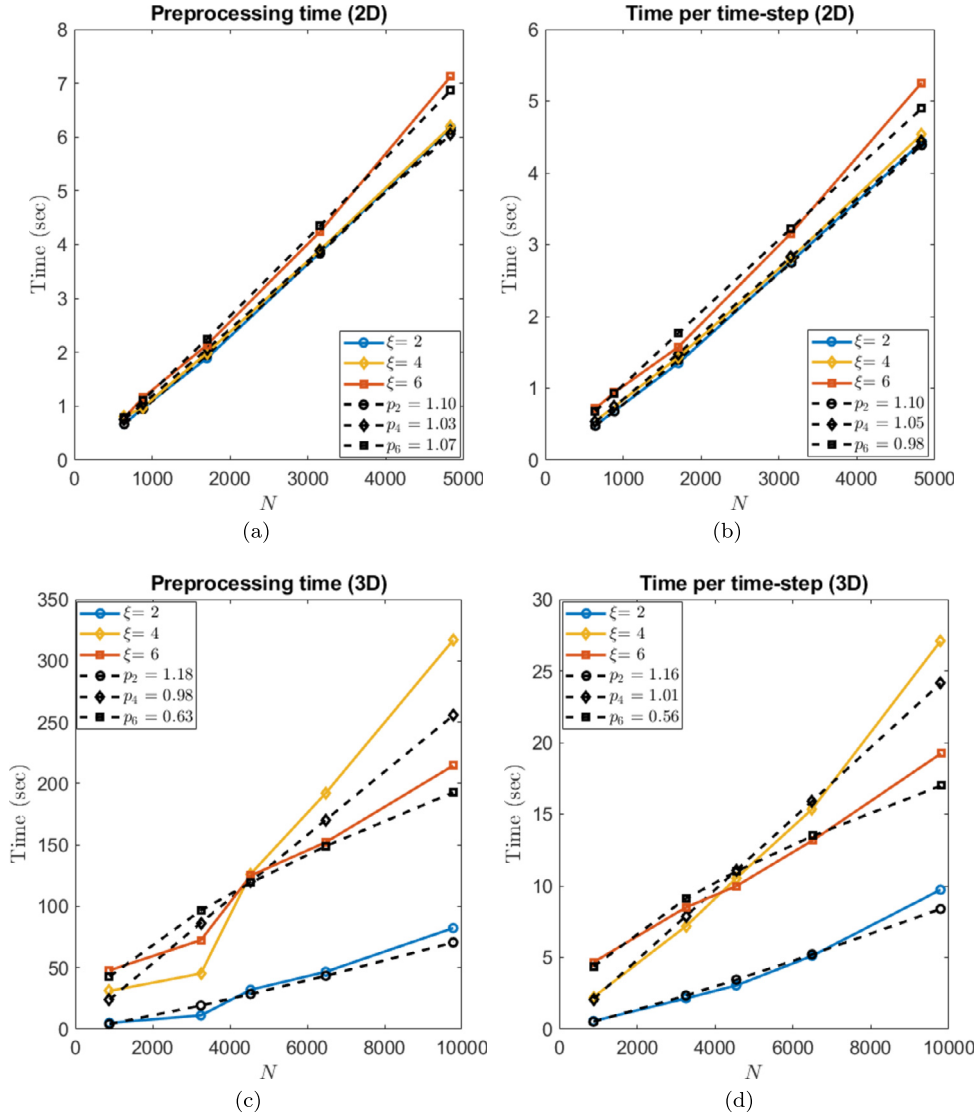 Preprocessing time (2D)
8
7
6
5
4
3
2
1
0
Time (sec)
0 1000 2000 3000 4000 5000
N
ξ= 2
ξ= 4
ξ= 6
p₂ = 1.10
p₄ = 1.03
p₆ = 1.07
(a)
Time per time-step (2D)
6
5
4
3
2
1
0
Time (sec)
0 1000 2000 3000 4000 5000
N
ξ= 2
ξ= 4
ξ= 6
p₂ = 1.10
p₄ = 1.05
p₆ = 0.98
(b)
Preprocessing time (3D)
350
300
250
200
150
100
50
0
Time (sec)
0 2000 4000 6000 8000 10000
N
ξ= 2
ξ= 4
ξ= 6
p₂ = 1.18
p₄ = 0.98
p₆ = 0.63
(c)
Time per time-step (3D)
30
25
20
15
10
5
0
Time (sec)
0 2000 4000 6000 8000 10000
N
ξ= 2
ξ= 4
ξ= 6
p₂ = 1.16
p₄ = 1.01
p₆ = 0.56
(d)